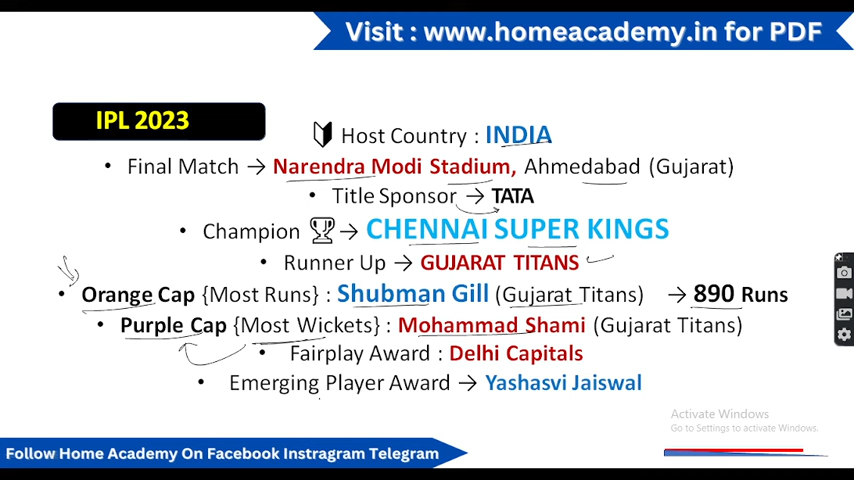 Visit : www.homeacademy.in for PDF
IPL 2023
Host Country : INDIA
• Final Match → Narendra Modi Stadium, Ahmedabad (Gujarat)
• Title Sponsor → TATA
• Champion 🏆 → CHENNAI SUPER KINGS
• Runner Up → GUJARAT TITANS
• Orange Cap {Most Runs} : Shubman Gill (Gujarat Titans) → 890 Runs
• Purple Cap {Most Wickets} : Mohammad Shami (Gujarat Titans)
• Fairplay Award : Delhi Capitals
• Emerging Player Award → Yashasvi Jaiswal
Activate Windows
Go to Settings to activate Windows.
Follow Home Academy On Facebook Instragram Telegram